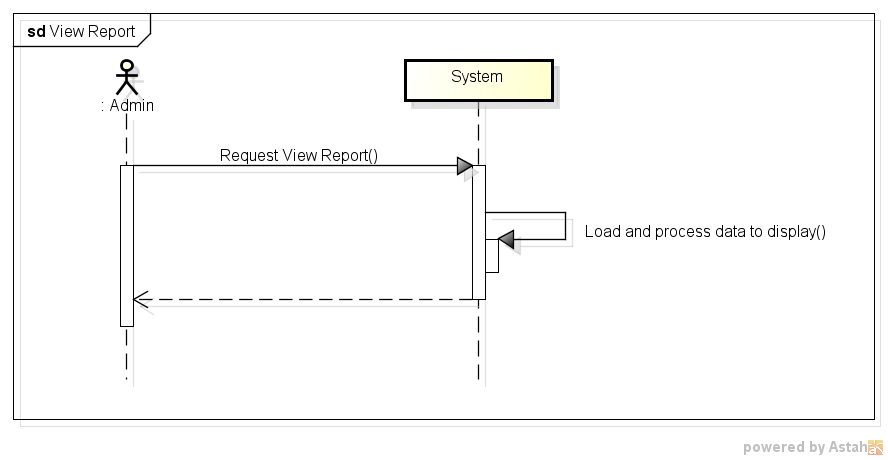 sd View Report
System
: Admin
Request View Report()
Load and process data to display()
powered by Astah